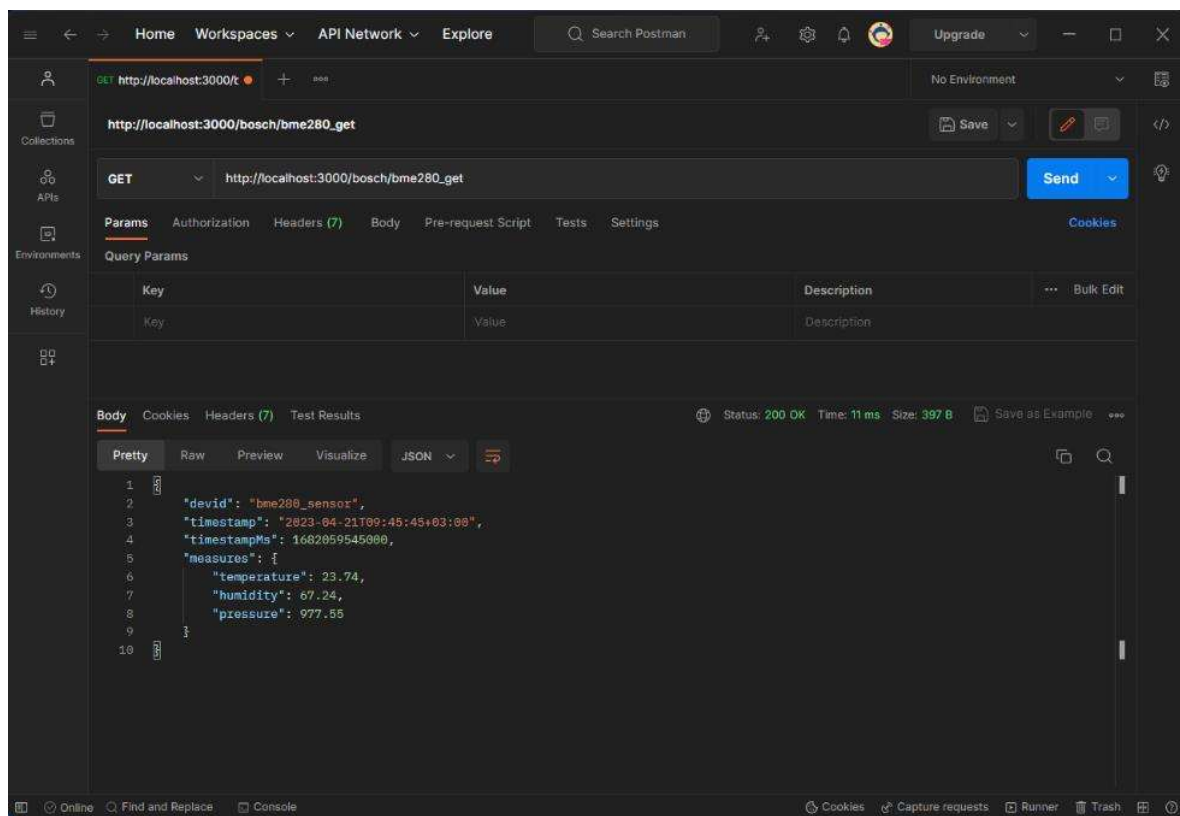 Home Workspaces API Network Explore Search Postman Upgrade
GET http://localhost:3000/t No Environment
Collections
http://localhost:3000/bosch/bme280_get Save
APIs
GET http://localhost:3000/bosch/bme280_get Send
Environments
Params Authorization Headers (7) Body Pre-request Script Tests Settings Cookies
Query Params
History
Key Value Description Bulk Edit
Key Value Description
Body Cookies Headers (7) Test Results Status: 200 OK Time: 11 ms Size: 397 B Save as Example
Pretty Raw Preview Visualize JSON
1 {
2 "devid": "bme280_sensor",
3 "timestamp": "2023-04-21T09:45:45+03:00",
4 "timestampMs": 1682059545000,
5 "measures": {
6 "temperature": 23.74,
7 "humidity": 67.24,
8 "pressure": 977.55
9 }
10 }
Online Find and Replace Console Cookies Capture requests Runner Trash